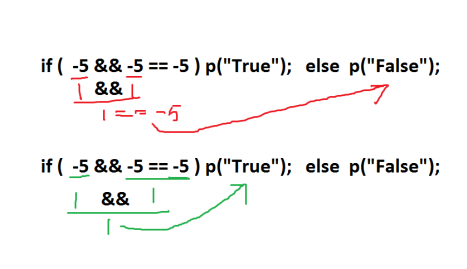 if ( -5 && -5 == -5 ) p("True"); else p("False");
1 && 1
1 == -5
if ( -5 && -5 == -5 ) p("True"); else p("False");
1 && 1
1